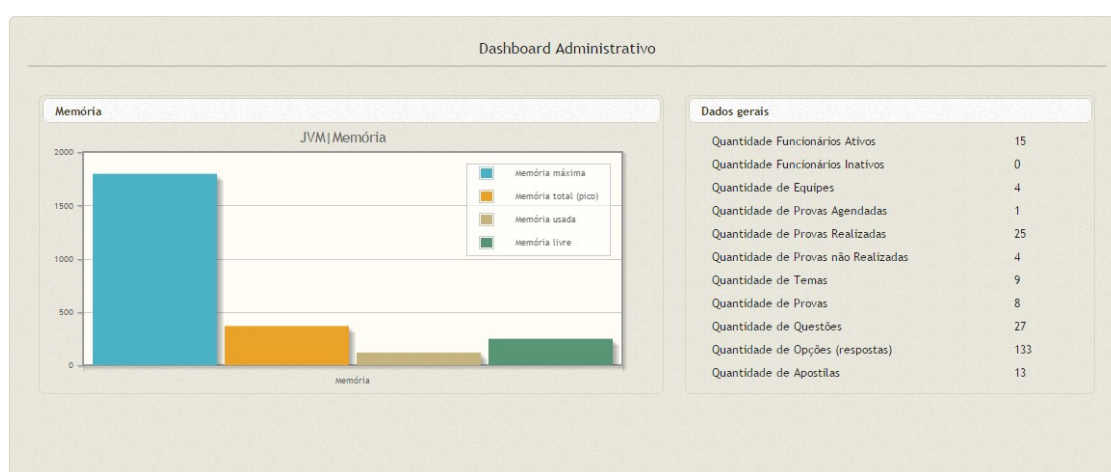 Dashboard Administrativo
Memória
JVM|Memória
2000
1500
1000
500
0
Memória máxima
Memória total (pico)
Memória usada
Memória livre
Memória
Dados gerais
Quantidade Funcionários Ativos 15
Quantidade Funcionários Inativos 0
Quantidade de Equipes 4
Quantidade de Provas Agendadas 1
Quantidade de Provas Realizadas 25
Quantidade de Provas não Realizadas 4
Quantidade de Temas 9
Quantidade de Provas 8
Quantidade de Questões 27
Quantidade de Opções (respostas) 133
Quantidade de Apostilas 13